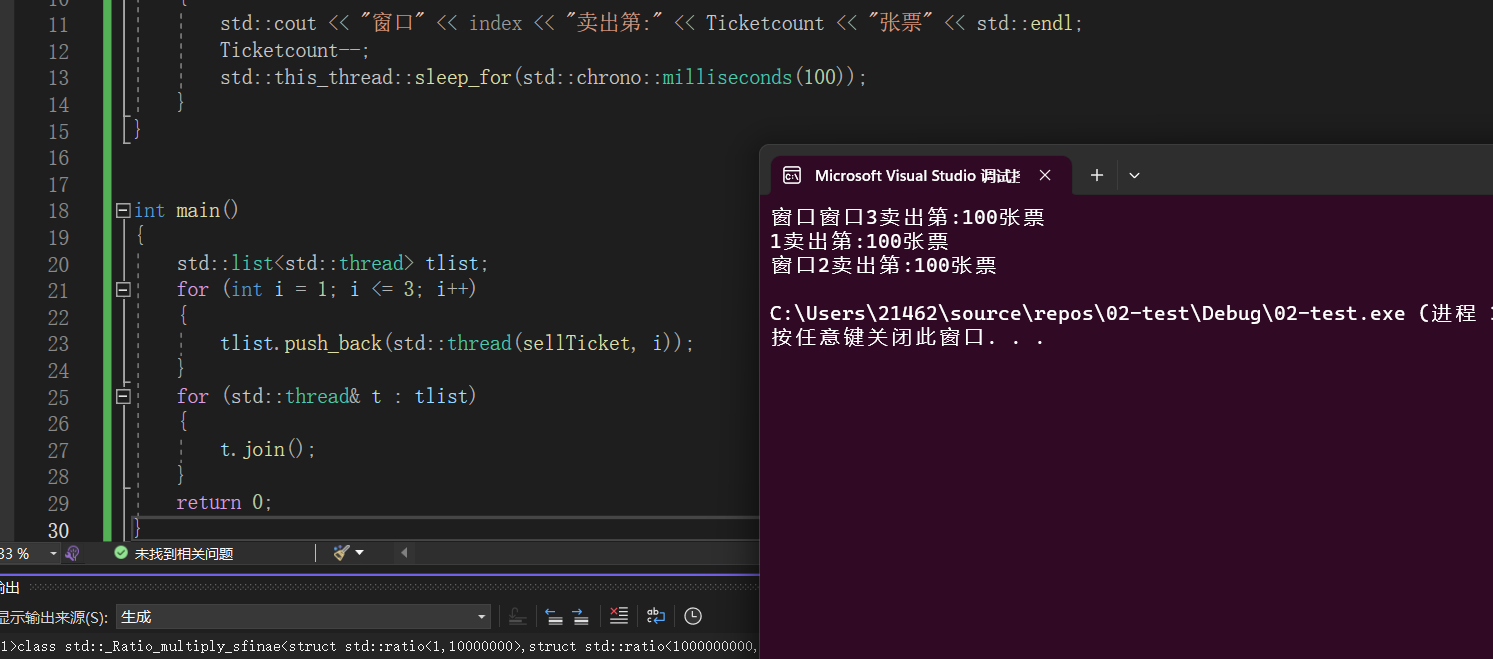 10 {
11 std::cout << "窗口" << index << "卖出第:" << Ticketcount << "张票" << std::endl;
12 Ticketcount--;
13 std::this_thread::sleep_for(std::chrono::milliseconds(100));
14 }
15 }
16
17
18 int main()
19 {
20 std::list<std::thread> tlist;
21 for (int i = 1; i <= 3; i++)
22 {
23 tlist.push_back(std::thread(sellTicket, i));
24 }
25 for (std::thread& t : tlist)
26 {
27 t.join();
28 }
29 return 0;
30 }
33 %
未找到相关问题
输出
显示输出来源(S): 生成
1>class std::_Ratio_multiply_sfinae<struct std::ratio<1,10000000>,struct std::ratio<1000000000,
Microsoft Visual Studio 调试
窗口窗口3卖出第:100张票
1卖出第:100张票
窗口2卖出第:100张票
C:\Users\21462\source\repos\02-test\Debug\02-test.exe (进程
按任意键关闭此窗口. . .